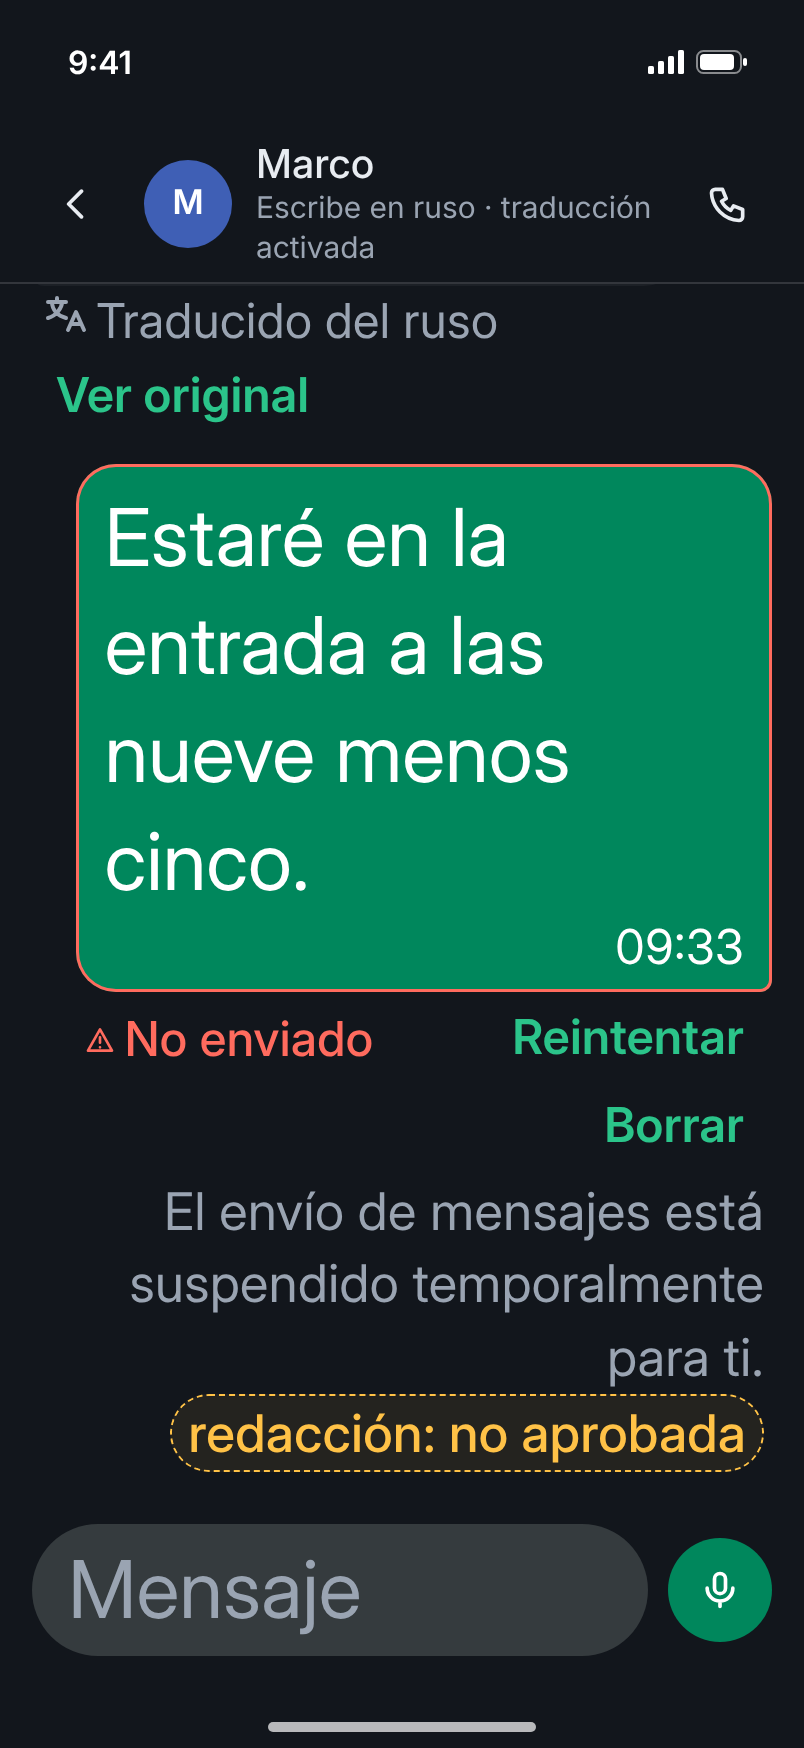 9:41
M
Marco
Escribe en ruso · traducción
activada
Traducido del ruso
Ver original
Estaré en la
entrada a las
nueve menos
cinco.
09:33
No enviado
Reintentar
Borrar
El envío de mensajes está
suspendido temporalmente
para ti.
redacción: no aprobada
Mensaje